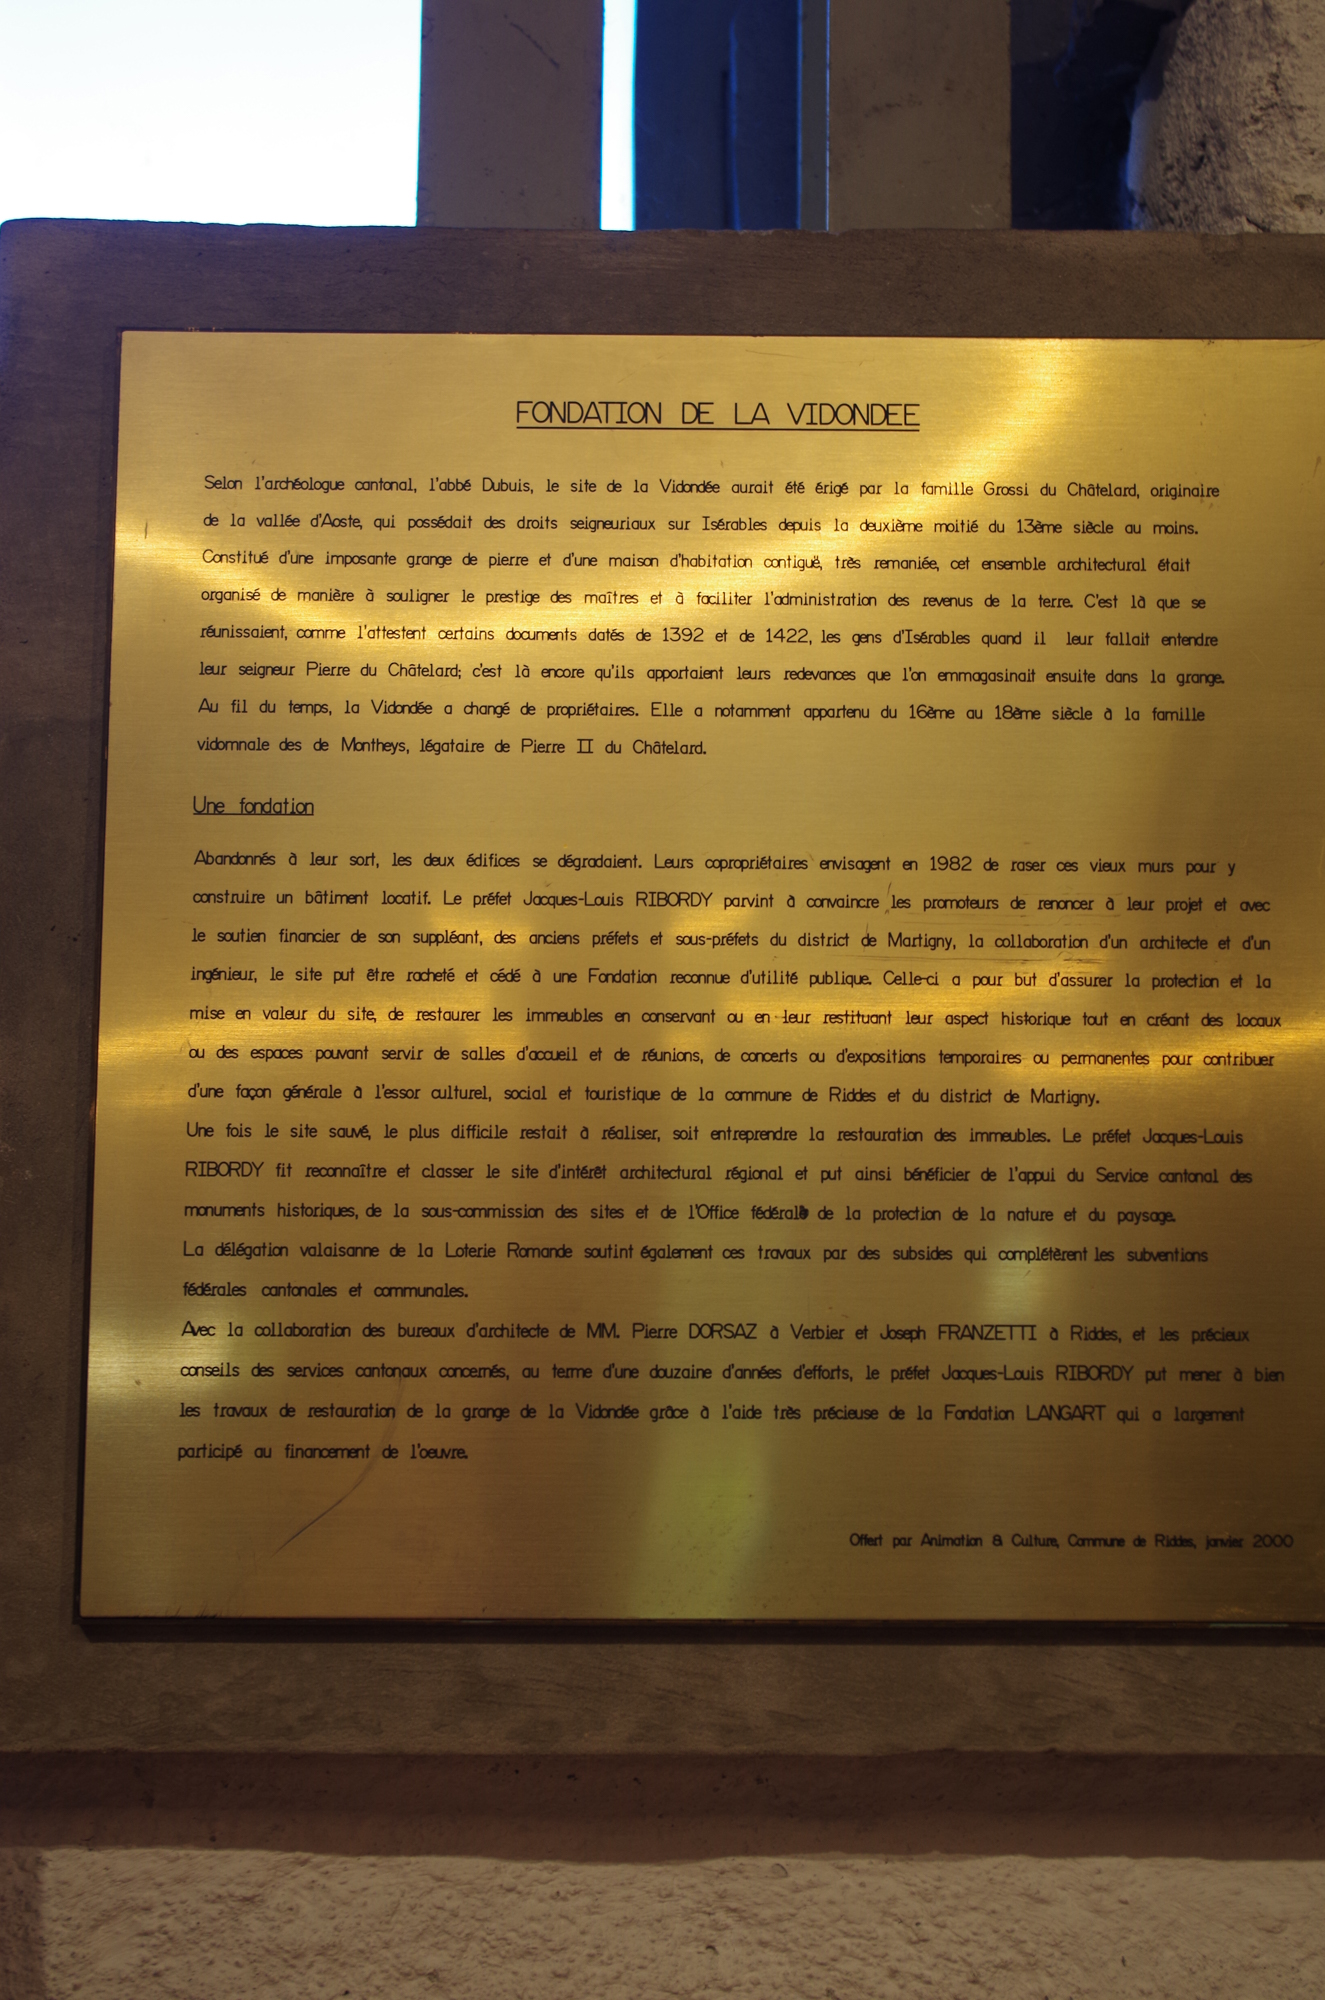 FONDATION DE LA VIDONDEE
Selon l'archéologue cantonal, l'abbé Dubuis, le site de la Vidondée aurait été érigé par la famille Grossi du Châtelard, originaire
de la vallée d'Aoste, qui possédait des droits seigneuriaux sur Isérables depuis la deuxième moitié du 13ème siècle au moins.
Constitué d'une imposante grange de pierre et d'une maison d'habitation contiguë, très remaniée, cet ensemble architectural était
organisé de manière à souligner le prestige des maîtres et à faciliter l'administration des revenus de la terre. C'est là que se
réunissaient, comme l'attestent certains documents datés de 1392 et de 1422, les gens d'Isérables quand il leur fallait entendre
leur seigneur Pierre du Châtelard; c'est là encore qu'ils apportaient leurs redevances que l'on emmagasinait ensuite dans la grange.
Au fil du temps, la Vidondée a changé de propriétaires. Elle a notamment appartenu du 16ème au 18ème siècle à la famille
vidomnale des de Montheys, légataire de Pierre II du Châtelard.
Une fondation
Abandonnés à leur sort, les deux édifices se dégradaient. Leurs copropriétaires envisagent en 1982 de raser ces vieux murs pour y
construire un bâtiment locatif. Le préfet Jacques-Louis RIBORDY parvint à convaincre les promoteurs de renoncer à leur projet et avec
le soutien financier de son suppléant, des anciens préfets et sous-préfets du district de Martigny, la collaboration d'un architecte et d'un
ingénieur, le site put être racheté et cédé à une Fondation reconnue d'utilité publique. Celle-ci a pour but d'assurer la protection et la
mise en valeur du site, de restaurer les immeubles en conservant ou en leur restituant leur aspect historique tout en créant des locaux
ou des espaces pouvant servir de salles d'accueil et de réunions, de concerts ou d'expositions temporaires ou permanentes pour contribuer
d'une façon générale à l'essor culturel, social et touristique de la commune de Riddes et du district de Martigny.
Une fois le site sauvé, le plus difficile restait à réaliser, soit entreprendre la restauration des immeubles. Le préfet Jacques-Louis
RIBORDY fit reconnaître et classer le site d'intérêt architectural régional et put ainsi bénéficier de l'appui du Service cantonal des
monuments historiques, de la sous-commission des sites et de l'Office fédéral de la protection de la nature et du paysage.
La délégation valaisanne de la Loterie Romande soutint également ces travaux par des subsides qui complétèrent les subventions
fédérales cantonales et communales.
Avec la collaboration des bureaux d'architecte de MM. Pierre DORSAZ à Verbier et Joseph FRANZETTI à Riddes, et les précieux
conseils des services cantonaux concernés, au terme d'une douzaine d'années d'efforts, le préfet Jacques-Louis RIBORDY put mener à bien
les travaux de restauration de la grange de la Vidondée grâce à l'aide très précieuse de la Fondation LANGART qui a largement
participé au financement de l'oeuvre.
Offert par Animation & Culture, Commune de Riddes, janvier 2000